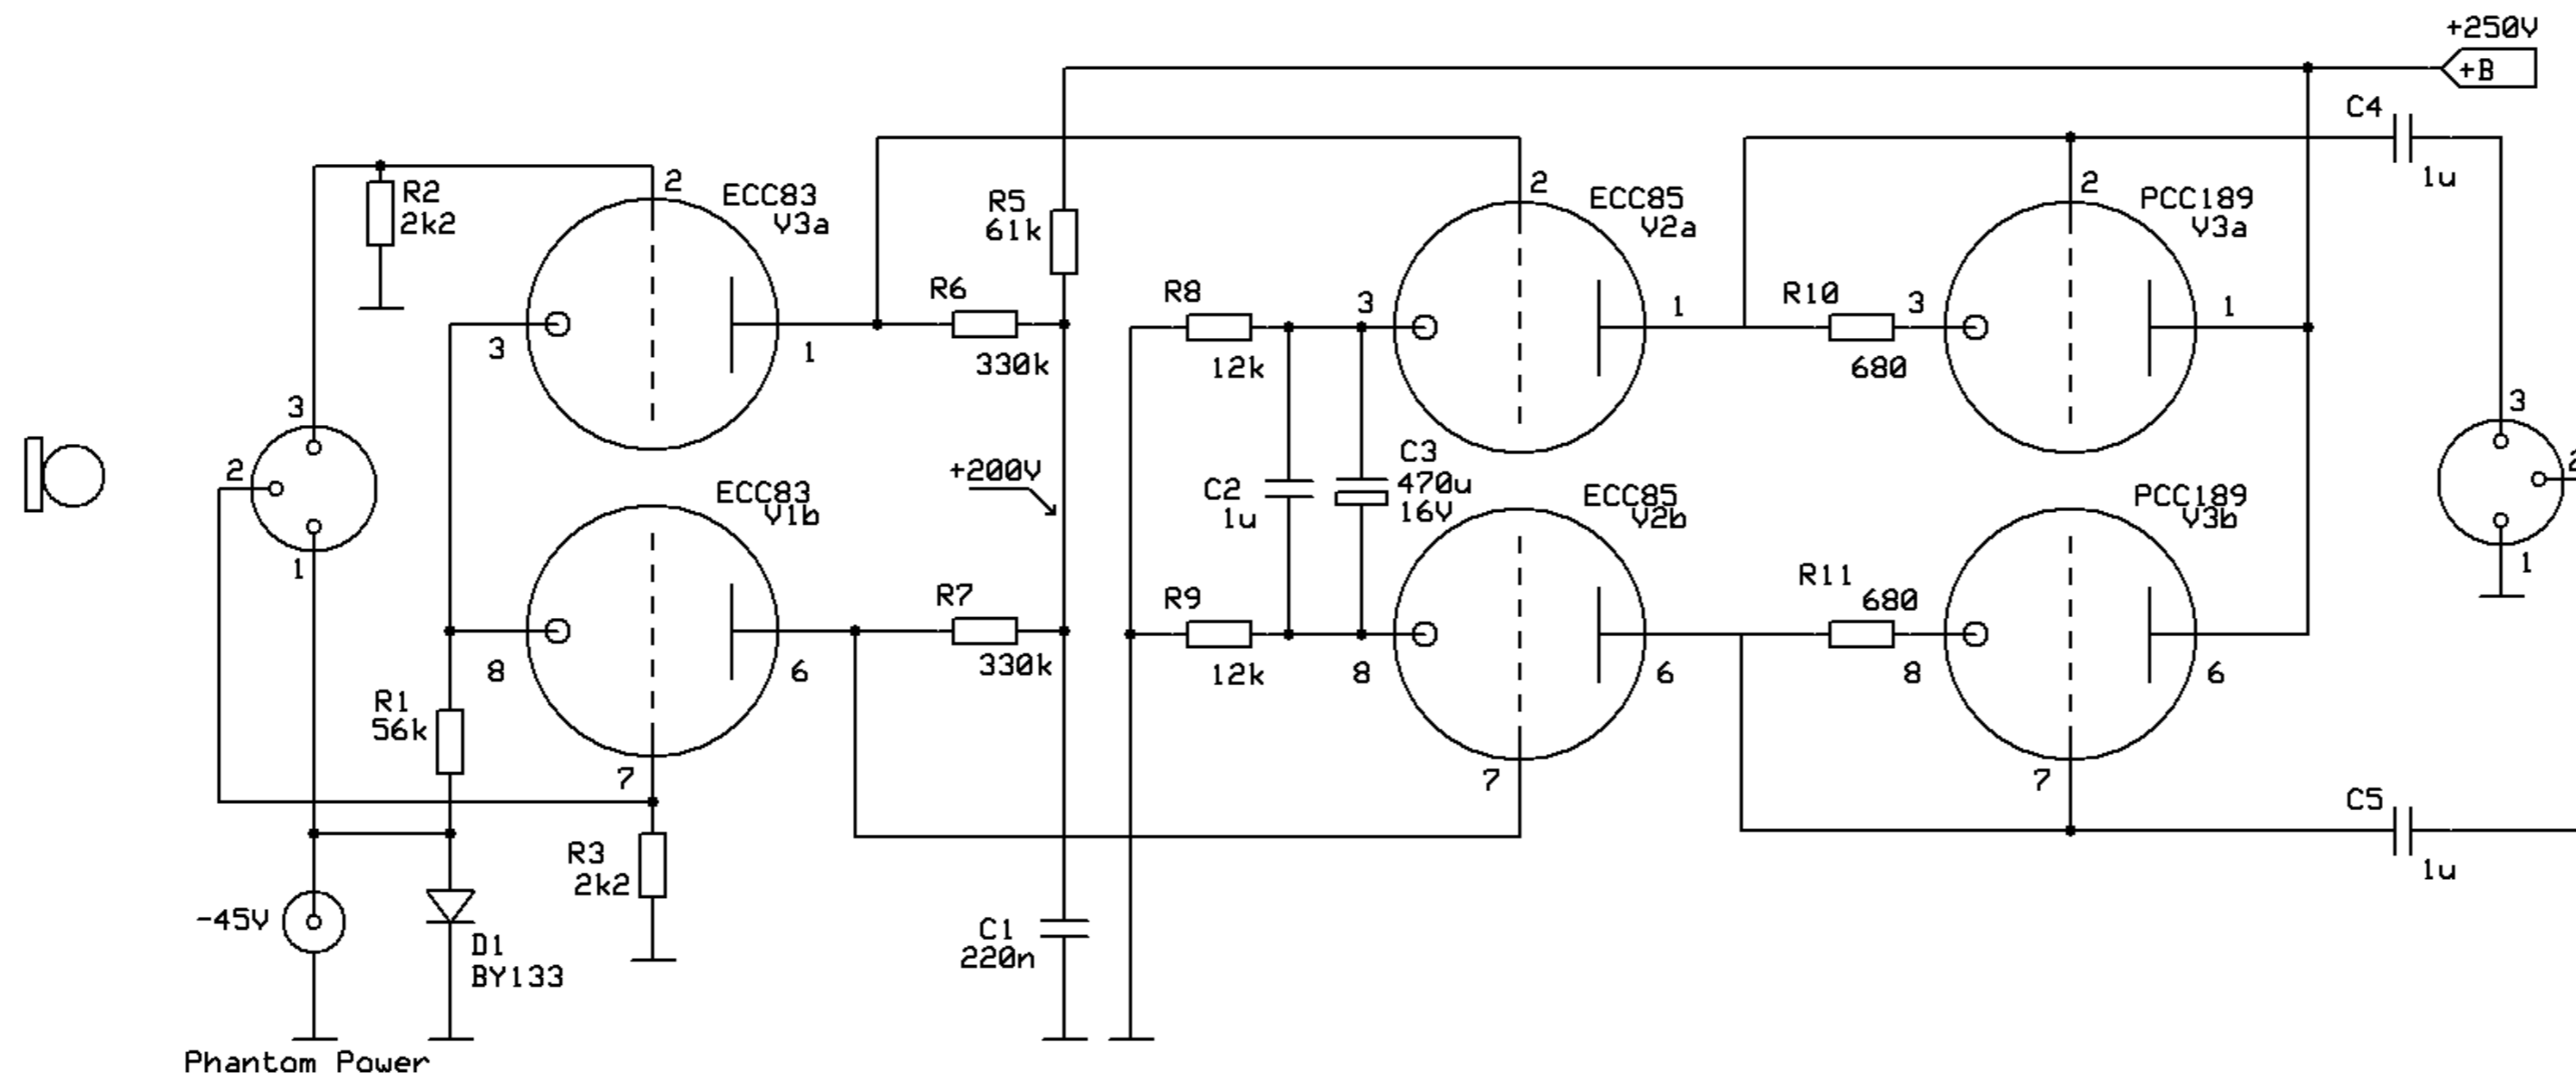 +250V
+B
C4
1u
R2
2k2
2
ECC83
V3a
R5
61k
2
ECC85
V2a
2
PCC189
V3a
R6
330k
3
1
R8
12k
3
1
R10
680
3
1
3
2
1
+200V
ECC83
V1b
C2
1u
C3
470u
16V
ECC85
V2b
PCC189
V3b
3
2
1
R1
56k
8
6
7
R7
330k
R9
12k
8
6
7
R11
680
8
6
7
C5
1u
R3
2k2
-45V
D1
BY133
C1
220n
Phantom Power